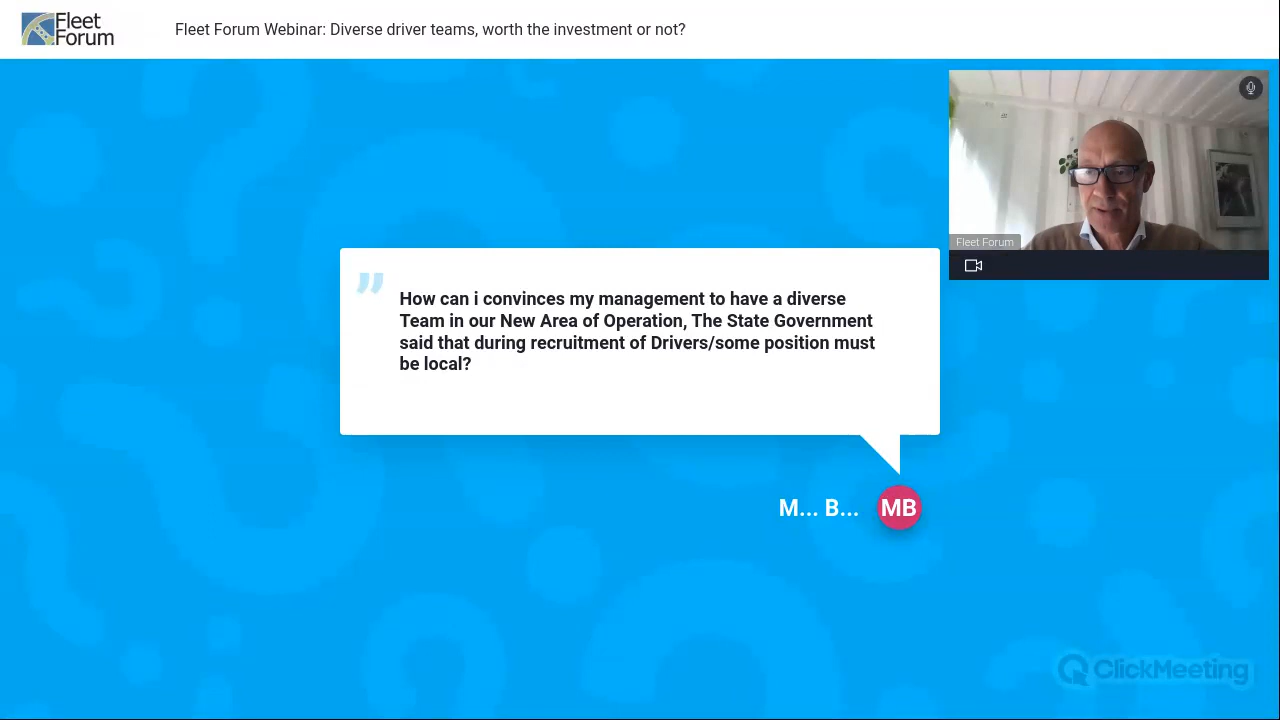 Fleet
Forum
Fleet Forum Webinar: Diverse driver teams, worth the investment or not?
Fleet Forum
How can i convinces my management to have a diverse
Team in our New Area of Operation, The State Government
said that during recruitment of Drivers/some position must
be local?
M... B...
MB
ClickMeeting